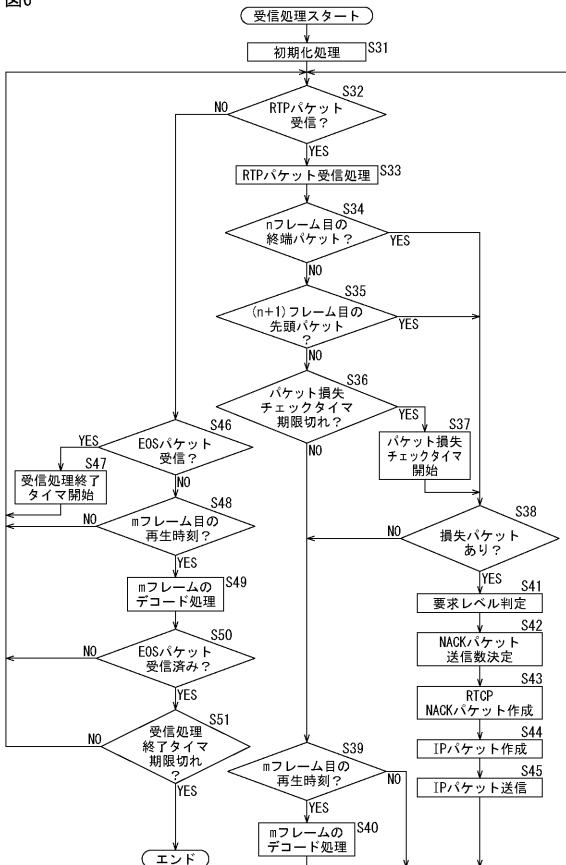 図6
受信処理スタート
初期化処理
S31
S32
RTPパケット
受信？
NO
YES
RTPパケット受信処理
S33
S34
nフレーム目の
終端パケット？
YES
NO
S35
(n+1)フレーム目の
先頭パケット
？
YES
NO
S36
パケット損失
チェックタイマ
期限切れ？
YES
NO
S37
パケット損失
チェックタイマ
開始
S38
損失パケット
あり？
NO
YES
S41
要求レベル判定
S42
NACKパケット
送信数決定
S43
RTCP
NACKパケット作成
S44
IPパケット作成
S45
IPパケット送信
S46
EOSパケット
受信？
YES
NO
S47
受信処理終了
タイマ開始
S48
mフレーム目の
再生時刻？
NO
YES
S49
mフレームの
デコード処理
S50
EOSパケット
受信済み？
NO
YES
S51
受信処理
終了タイマ
期限切れ
？
NO
YES
エンド
S39
mフレーム目の
再生時刻？
NO
YES
S40
mフレームの
デコード処理